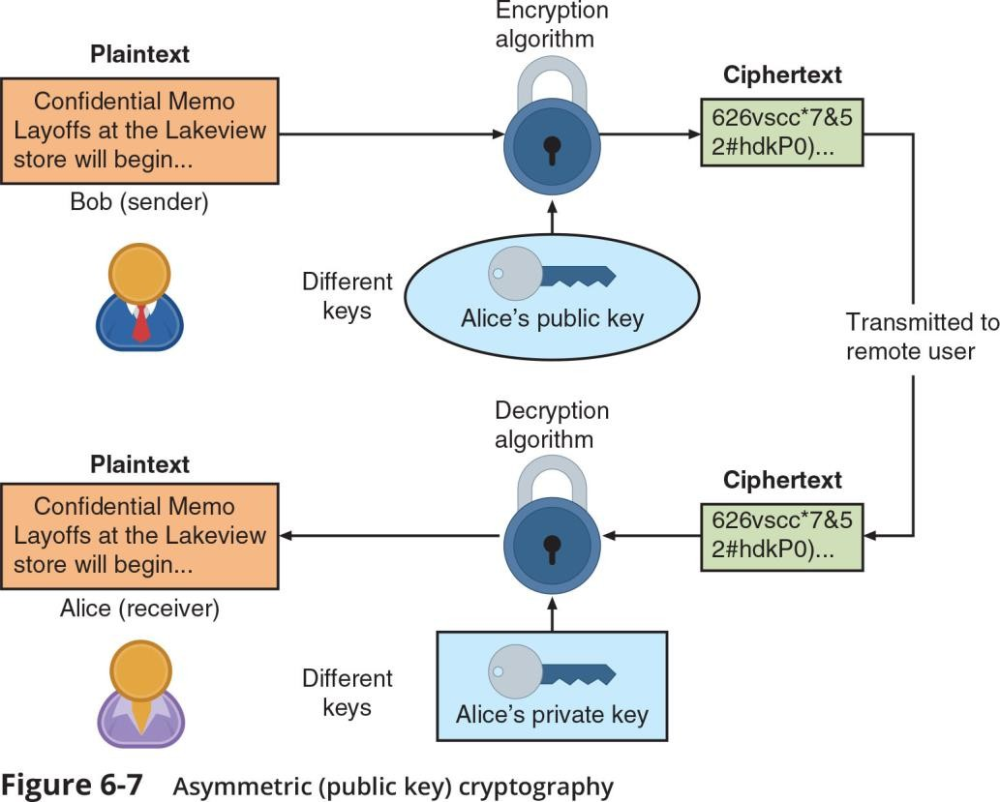 Encryption
algorithm
Plaintext
Ciphertext
Confidential Memo
Layoffs at the Lakeview
store will begin...
626vscc*7&5
2#hdkP0)...
Bob (sender)
Different
keys
Alice's public key
Transmitted to
remote user
Decryption
algorithm
Plaintext
Ciphertext
Confidential Memo
Layoffs at the Lakeview
store will begin...
626vscc*7&5
2#hdkP0)...
Alice (receiver)
Different
keys
Alice's private key
Figure 6-7 Asymmetric (public key) cryptography